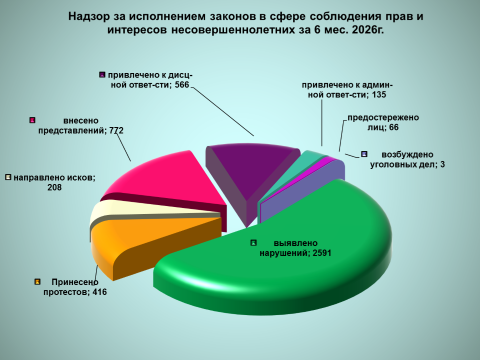 Надзор за исполнением законов в сфере соблюдения прав и
интересов несовершеннолетних за 6 мес. 2026г.
привлечено к дисц-
ной ответ-сти; 566
привлечено к админ-
ной ответ-сти; 135
предостережено
лиц; 66
внесено
представлений; 772
возбуждено
уголовных дел; 3
направлено исков;
208
выявлено
нарушений; 2591
Принесено
протестов; 416